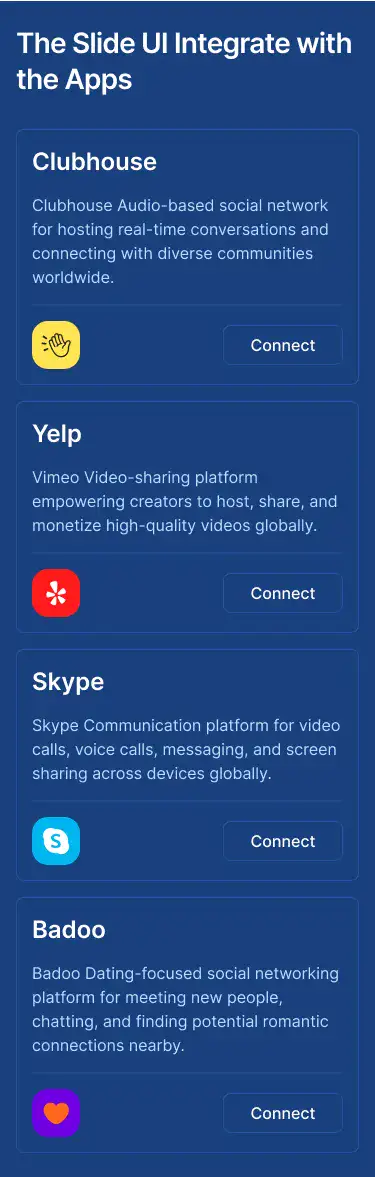 The Slide UI Integrate with
the Apps
Clubhouse
Clubhouse Audio-based social network
for hosting real-time conversations and
connecting with diverse communities
worldwide.
Connect
Yelp
Vimeo Video-sharing platform
empowering creators to host, share, and
monetize high-quality videos globally.
Connect
Skype
Skype Communication platform for video
calls, voice calls, messaging, and screen
sharing across devices globally.
S
Connect
Badoo
Badoo Dating-focused social networking
platform for meeting new people,
chatting, and finding potential romantic
connections nearby.
Connect